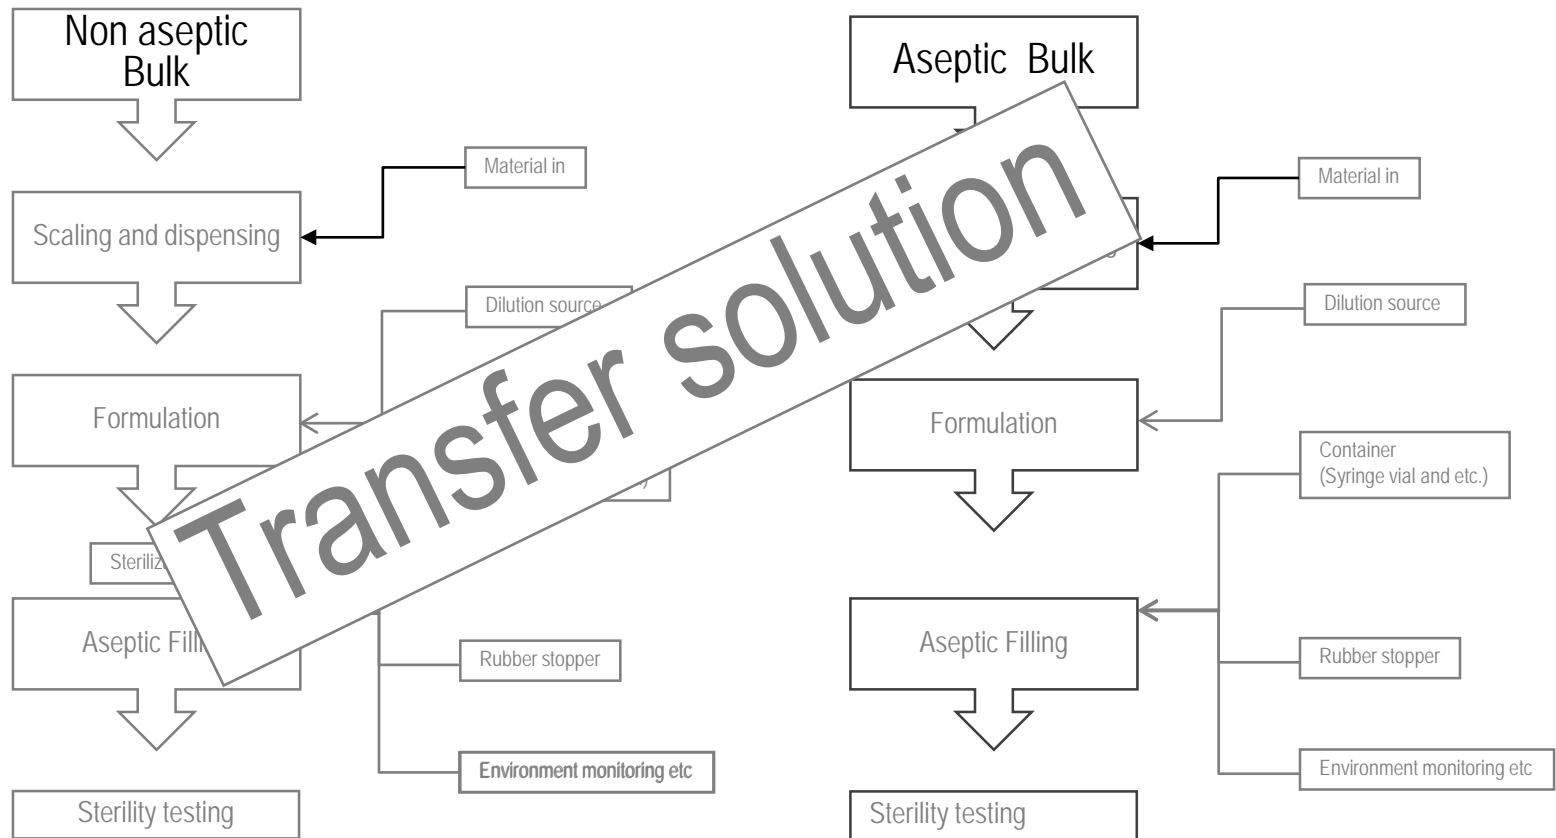 Non aseptic
Bulk
Material in
Scaling and dispensing
Dilution source
Formulation
Aseptic
Rubber stopper
Environment monitoring etc
Sterility testing
Transfer solution
Aseptic Bulk
Material in
Dilution source
Formulation
Container
(Syringe vial and etc.)
Aseptic Filling
Rubber stopper
Environment monitoring etc
Sterility testing